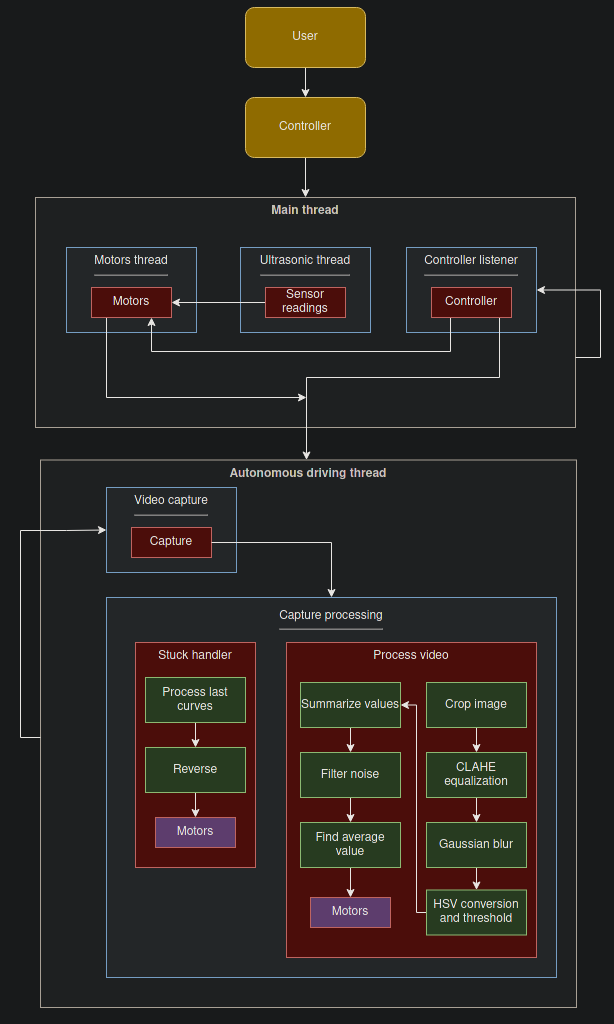 User
Controller
Main thread
Motors thread
Motors
Ultrasonic thread
Sensor
readings
Controller listener
Controller
Autonomous driving thread
Video capture
Capture
Capture processing
Stuck handler
Process last
curves
Reverse
Motors
Process video
Summarize values
Filter noise
Find average
value
Motors
Crop image
CLAHE
equalization
Gaussian blur
HSV conversion
and threshold